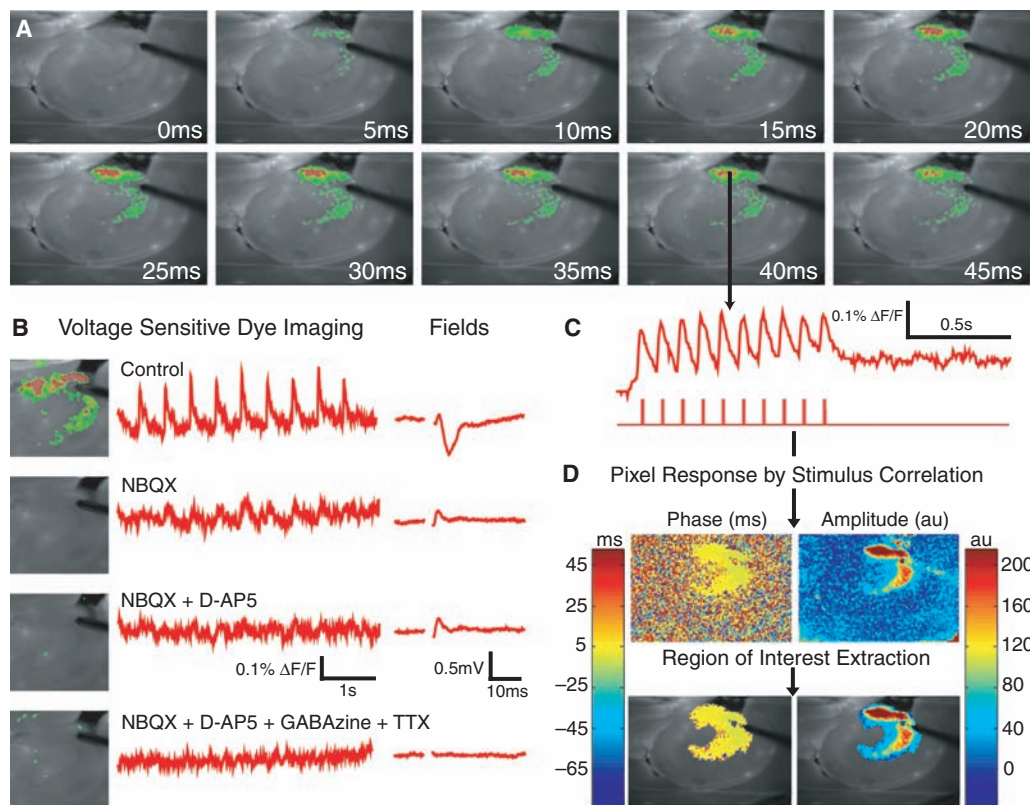 A
0ms
5ms
10ms
15ms
20ms
25ms
30ms
35ms
40ms
45ms
B
Voltage Sensitive Dye Imaging
Fields
Control
NBQX
NBQX + D-AP5
0.1% ΔF/F
1s
0.5mV
10ms
NBQX + D-AP5 + GABAzine + TTX
C
0.1% ΔF/F
0.5s
Pixel Response by Stimulus Correlation
D
Phase (ms)
Amplitude (au)
ms
45
25
5
−25
−45
−65
au
200
160
120
80
40
0
Region of Interest Extraction